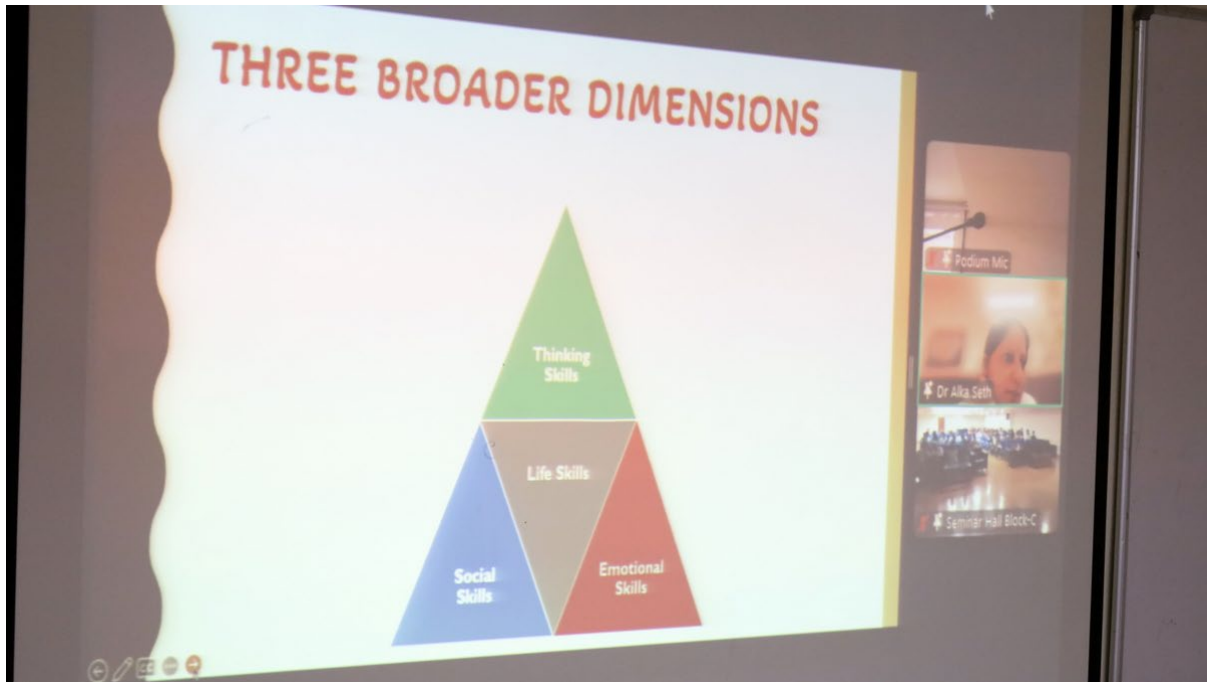 THREE BROADER DIMENSIONS
Thinking
Skills
Life Skills
Social
Skills
Emotional
Skills
Podium Mic
Dr Alka Seth
Seminar Hall Block-C
CC